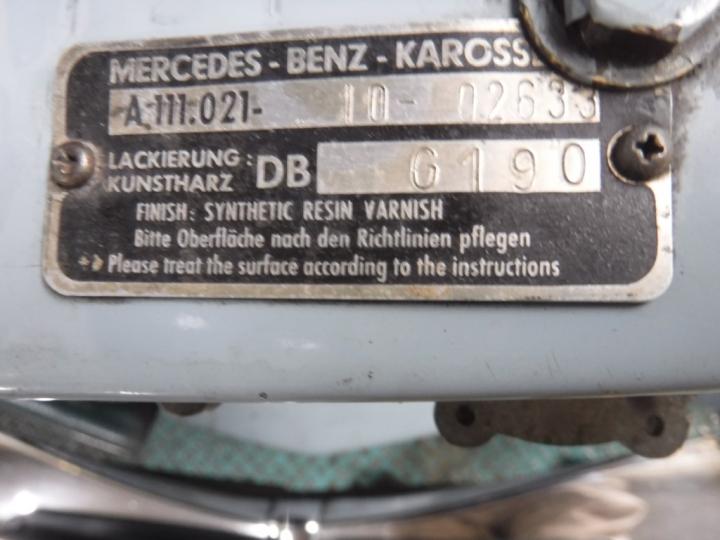 MERCEDES-BENZ-KAROSSE
A 111.021- 10- 02633
LACKIERUNG:
KUNSTHARZ DB G190
FINISH: SYNTHETIC RESIN VARNISH
Bitte Oberfläche nach den Richtlinien pflegen
Please treat the surface according to the instructions